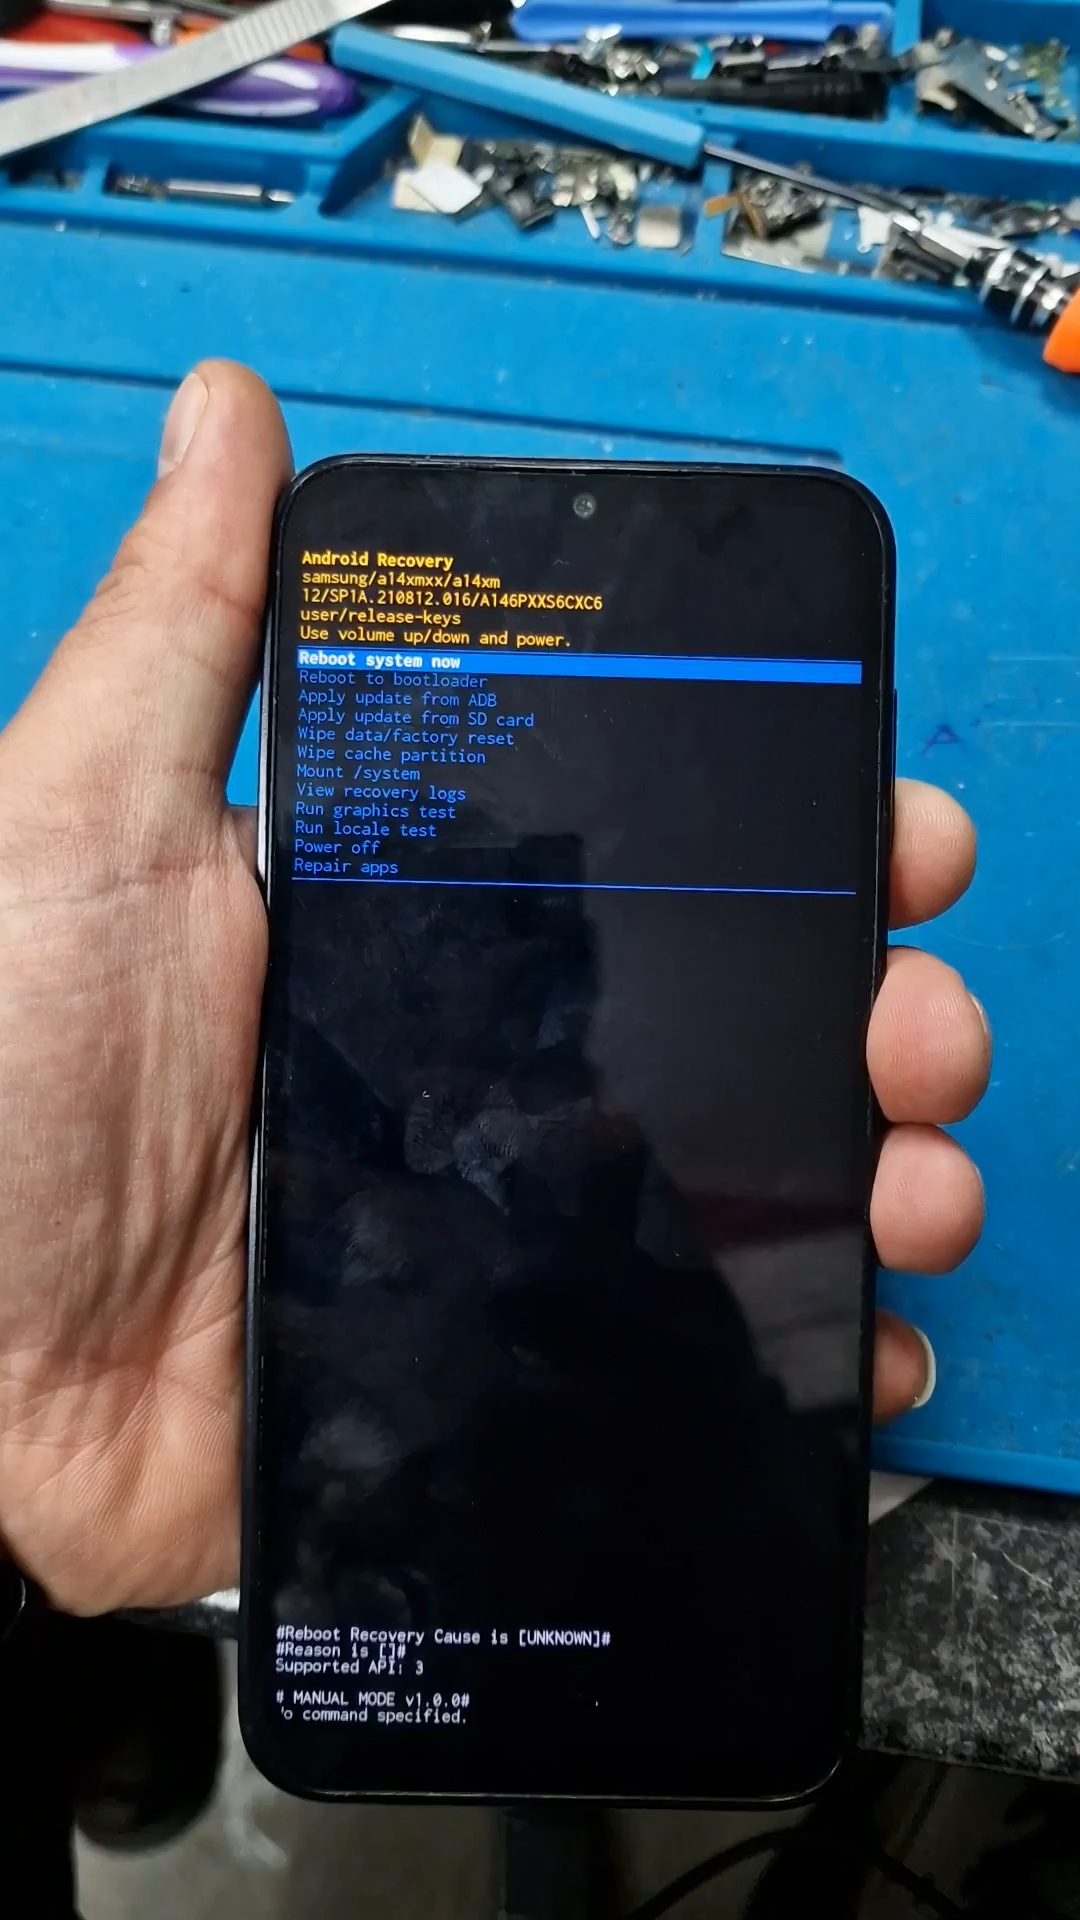 Android Recovery
samsung/a14xmxx/a14xm
12/SP1A.210812.016/A146PXXS6CXC6
user/release-keys
Use volume up/down and power.
Reboot system now
Reboot to bootloader
Apply update from ADB
Apply update from SD card
Wipe data/factory reset
Wipe cache partition
Mount /system
View recovery logs
Run graphics test
Run locale test
Power off
Repair apps
#Reboot Recovery Cause is [UNKNOWN]#
#Reason is []#
Supported API: 3
# MANUAL MODE v1.0.0#
'o command specified.
A